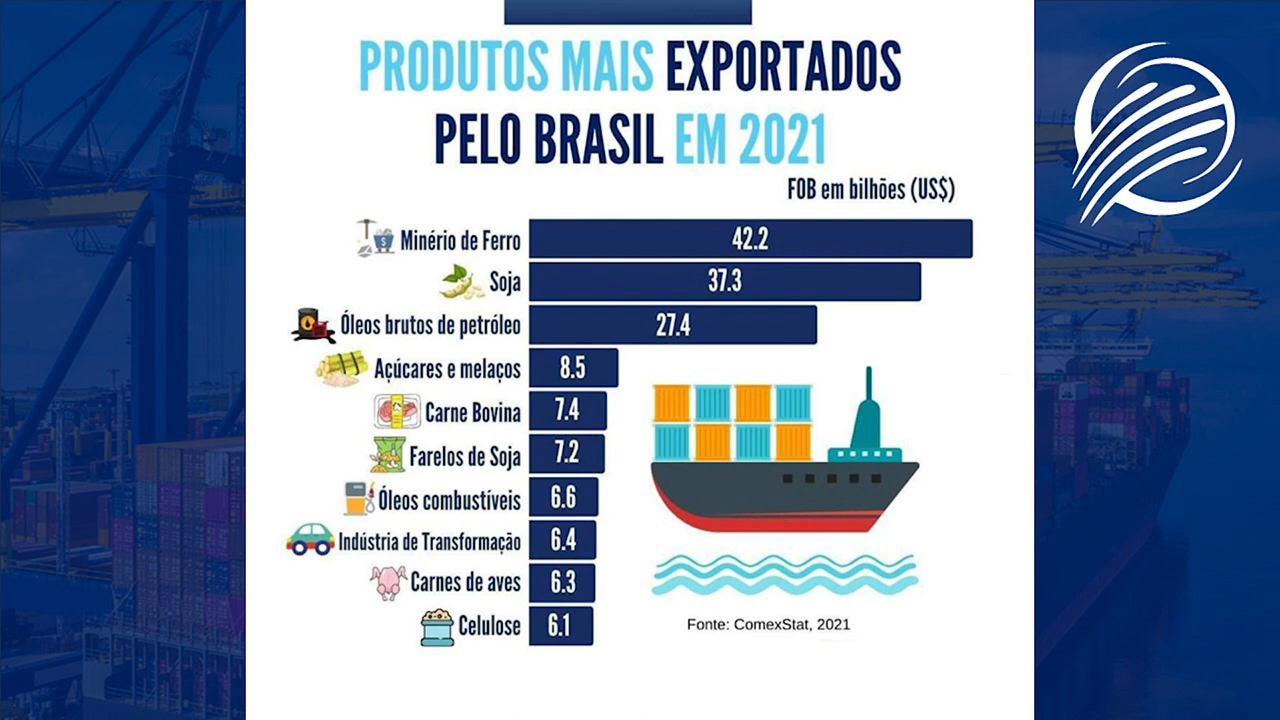 PRODUTOS MAIS EXPORTADOS
PELO BRASIL EM 2021
FOB em bilhões (US$)
Minério de Ferro 42.2
Soja 37.3
Óleos brutos de petróleo 27.4
Açúcares e melaços 8.5
Carne Bovina 7.4
Farelos de Soja 7.2
Óleos combustíveis 6.6
Indústria de Transformação 6.4
Carnes de aves 6.3
Celulose 6.1
Fonte: ComexStat, 2021